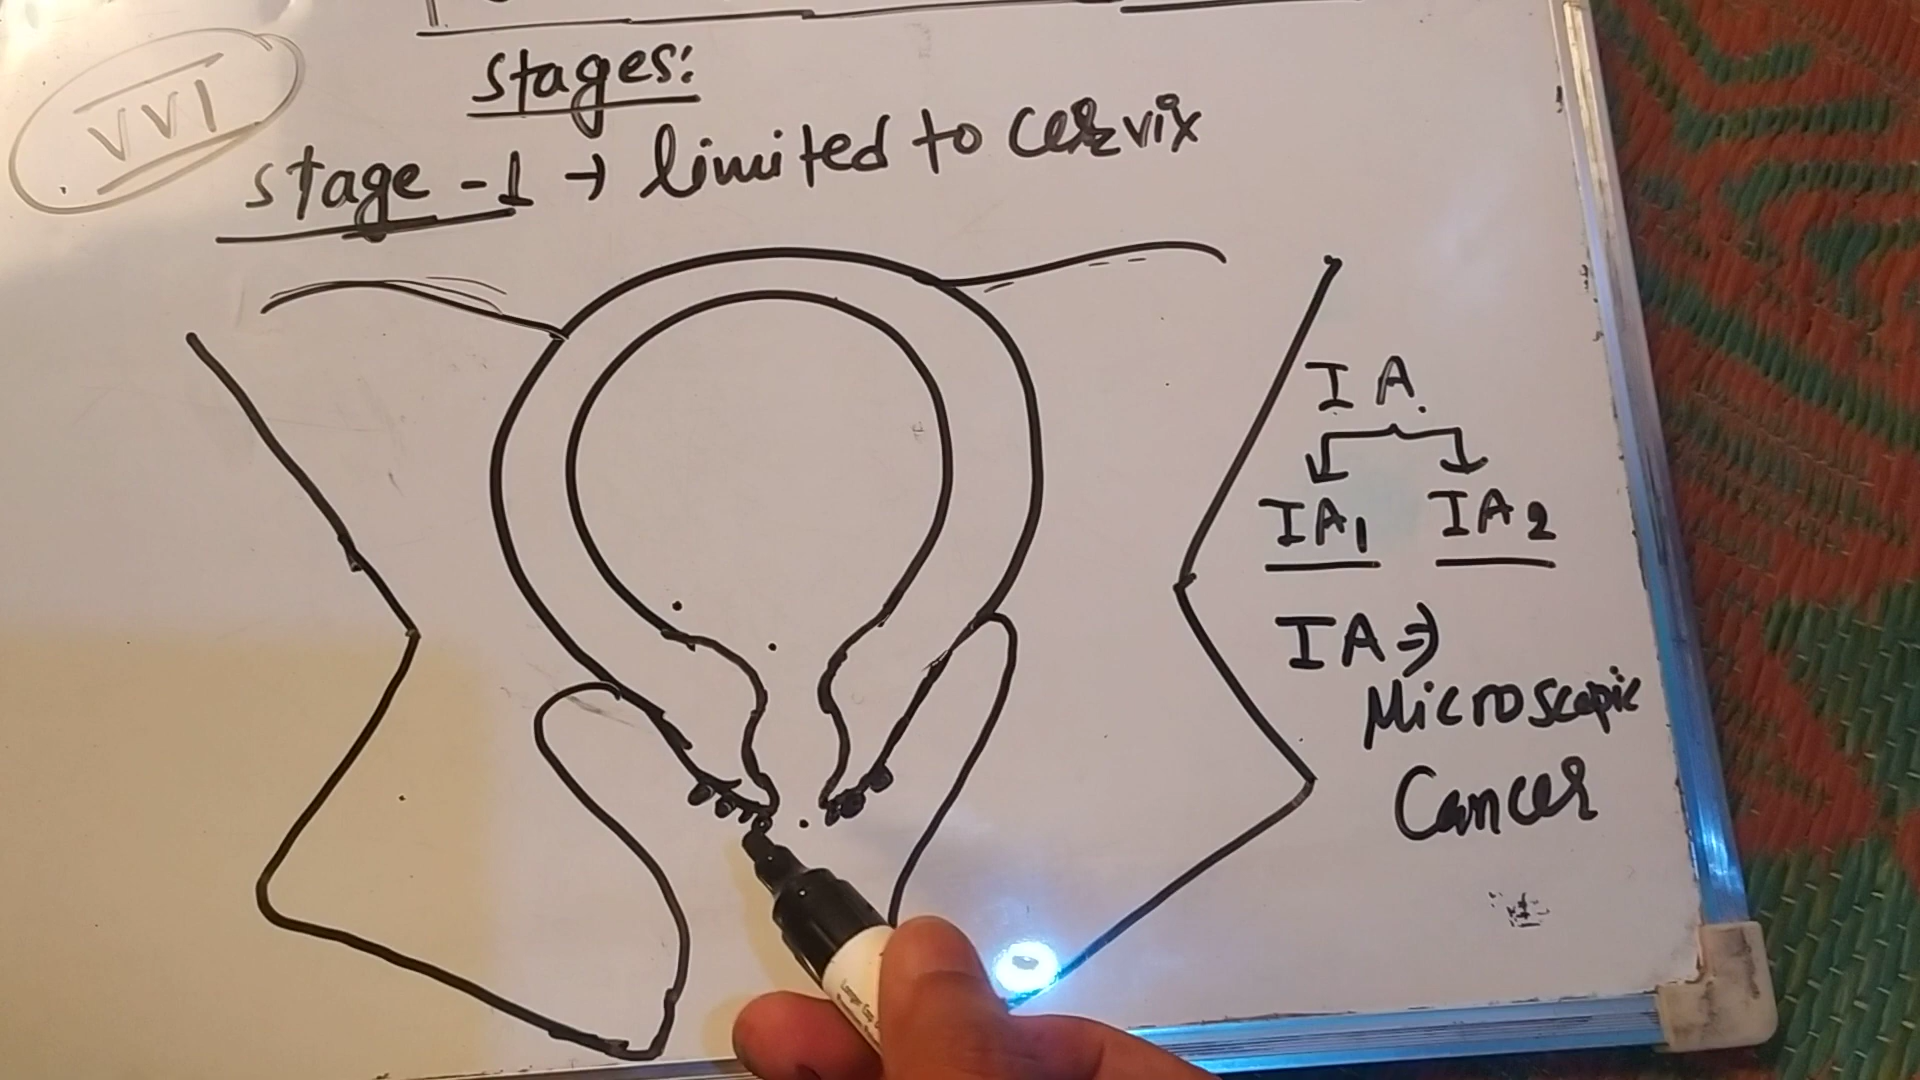 VVI
Stages:
Stage -1 → limited to cervix
IA
IA1 IA2
IA ⇒
Microscopic
Cancer